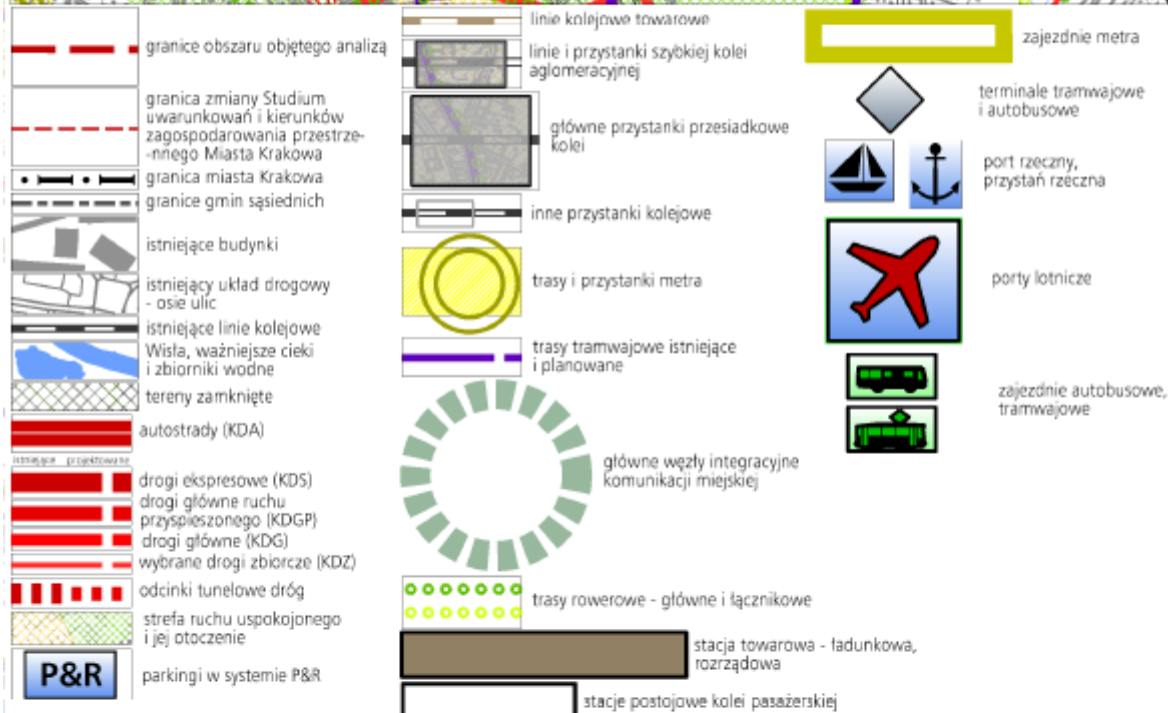 granice obszaru objętego analizą
granica zmiany Studium
uwarunkowań i kierunków
zagospodarowania przestrze-
-nnego Miasta Krakowa
granica miasta Krakowa
granice gmin sąsiednich
istniejące budynki
istniejący układ drogowy
- osie ulic
istniejące linie kolejowe
Wisła, ważniejsze cieki
i zbiorniki wodne
tereny zamknięte
autostrady (KDA)
istniejące projektowane
drogi ekspresowe (KDS)
drogi główne ruchu
przyspieszonego (KDGP)
drogi główne (KDG)
wybrane drogi zbiorcze (KDZ)
odcinki tunelowe dróg
strefa ruchu uspokojonego
i jej otoczenie
P&R
parkingi w systemie P&R
linie kolejowe towarowe
linie i przystanki szybkiej kolei
aglomeracyjnej
główne przystanki przesiadkowe
kolei
inne przystanki kolejowe
trasy i przystanki metra
trasy tramwajowe istniejące
i planowane
główne węzły integracyjne
komunikacji miejskiej
trasy rowerowe - główne i łącznikowe
stacja towarowa - ładunkowa,
rozrządowa
stacje postojowe kolei pasażerskiej
zajezdnie metra
terminale tramwajowe
i autobusowe
port rzeczny,
przystań rzeczna
porty lotnicze
zajezdnie autobusowe,
tramwajowe